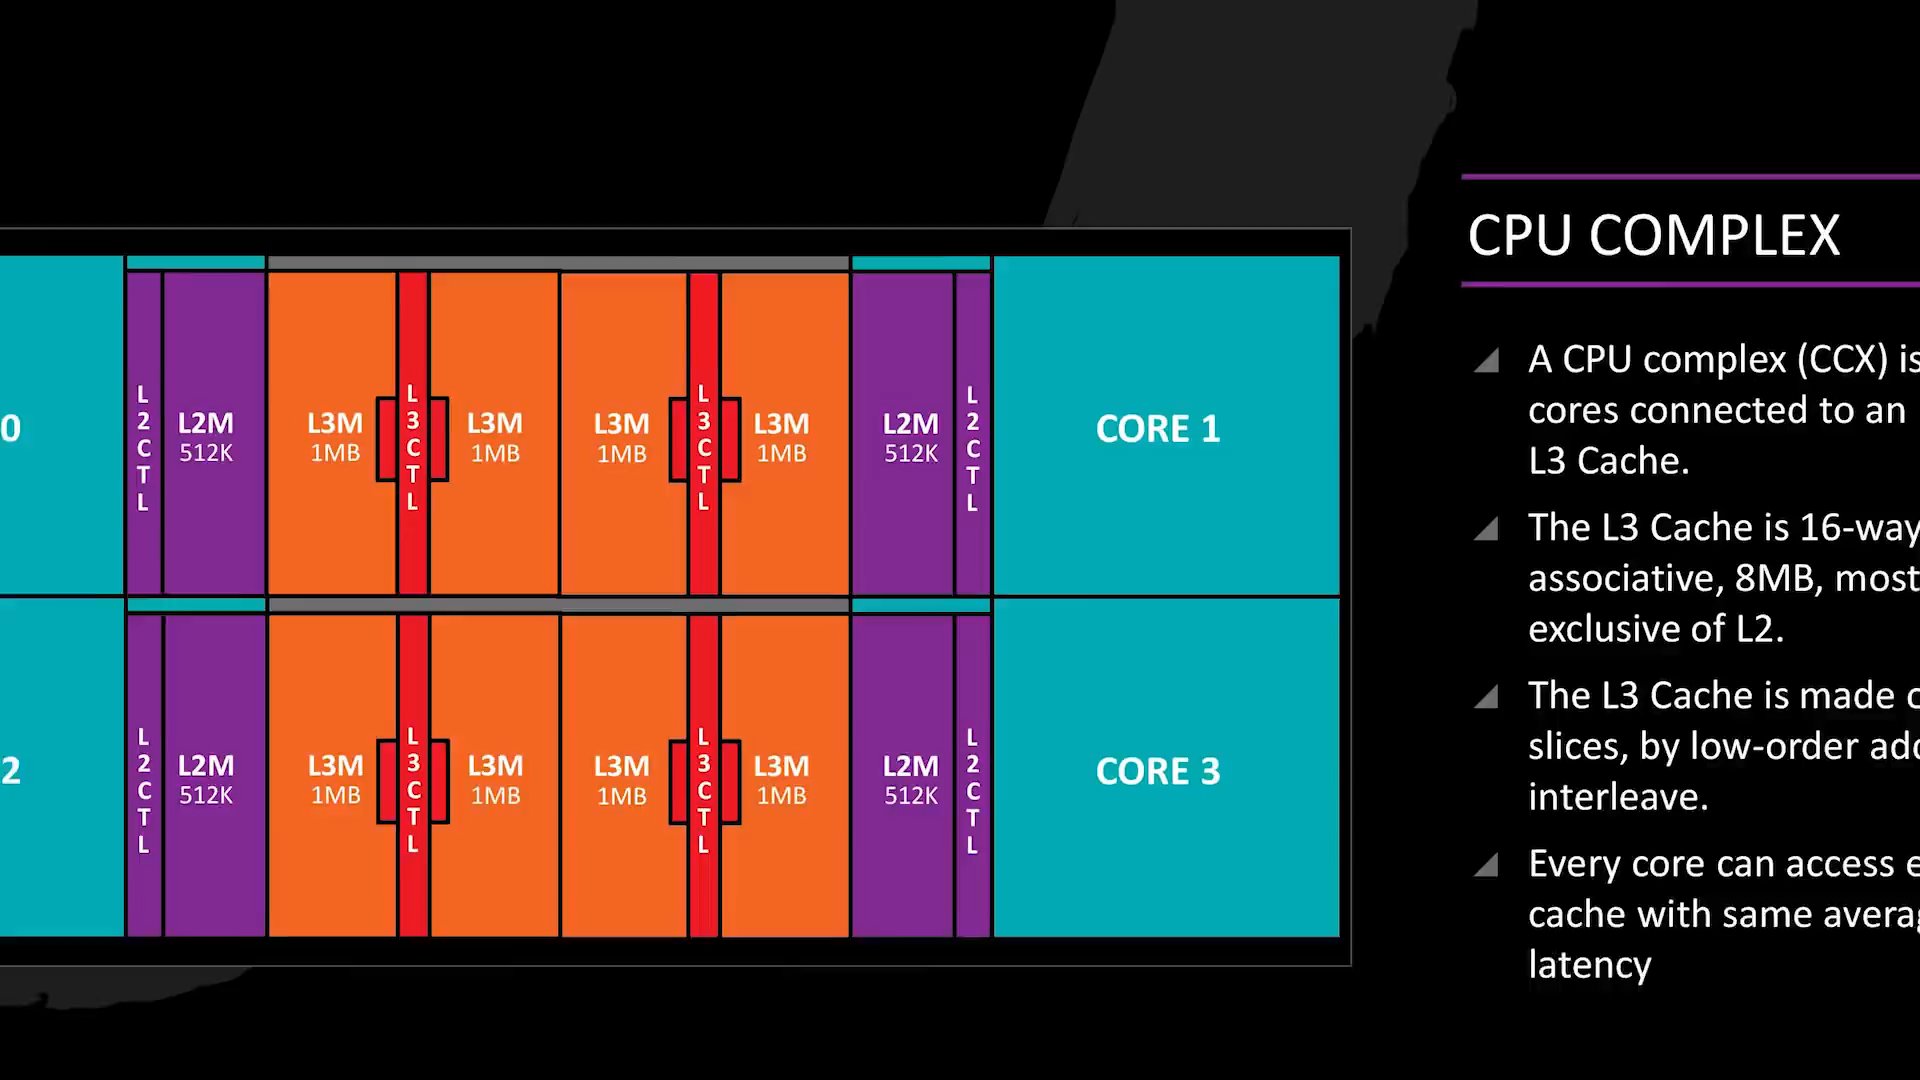 CPU COMPLEX
A CPU complex (CCX) is
cores connected to an
L3 Cache.
The L3 Cache is 16-way
associative, 8MB, most
exclusive of L2.
The L3 Cache is made
slices, by low-order
interleave.
Every core can access
cache with same
latency
0
L2CTL
L2M
512K
L3M
1MB
L3CTL
L3M
1MB
L3M
1MB
L3CTL
L3M
1MB
L2M
512K
L2CTL
CORE 1
2
L2CTL
L2M
512K
L3M
1MB
L3CTL
L3M
1MB
L3M
1MB
L3CTL
L3M
1MB
L2M
512K
L2CTL
CORE 3